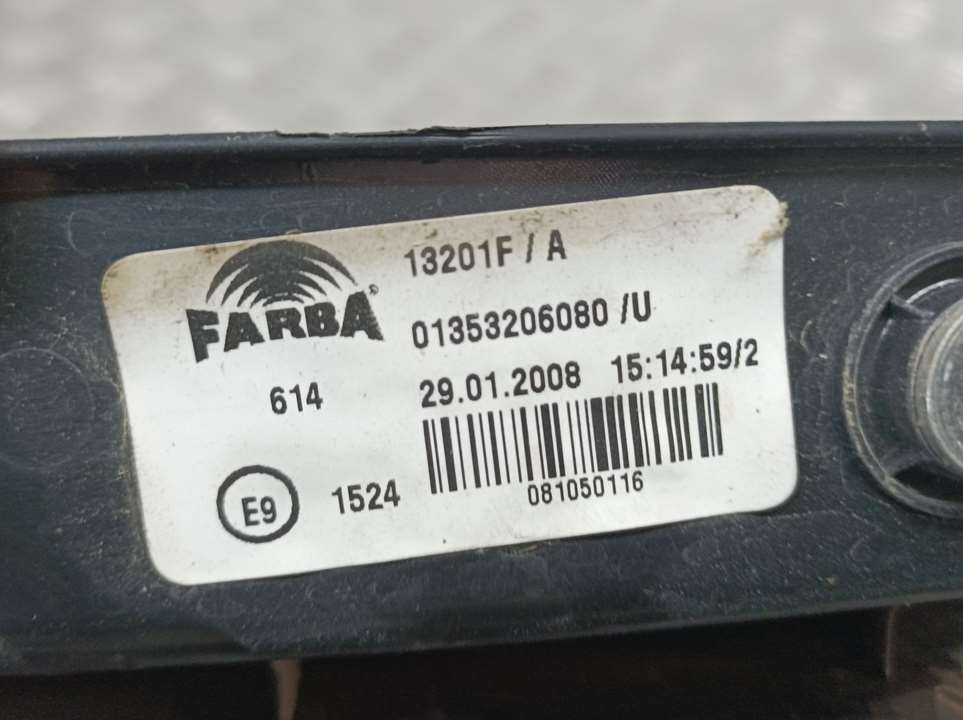 13201F / A
FARBA®
01353206080 /U
614
29.01.2008 15:14:59/2
E9
1524
081050116